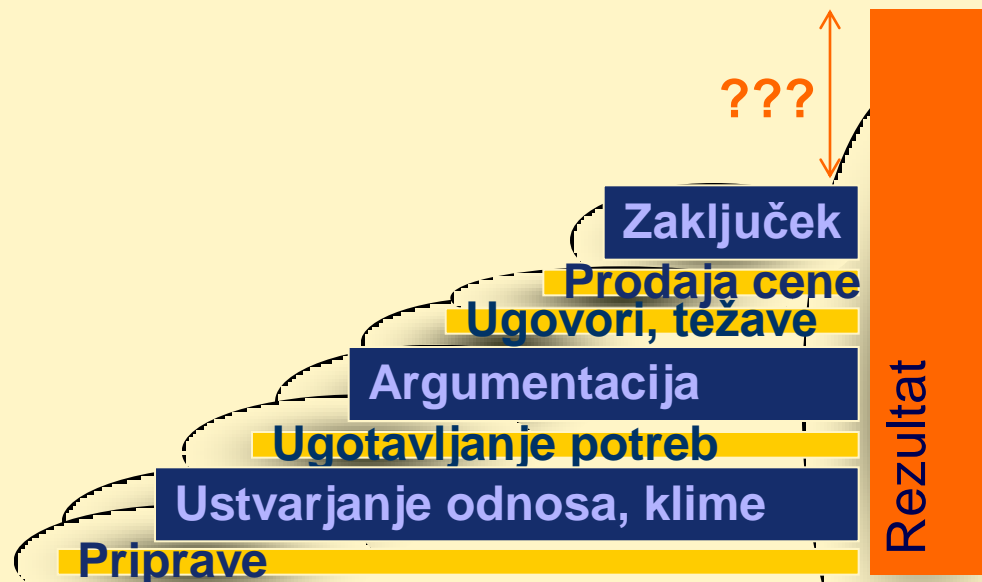 ???
Zaključek
Prodaja cene
Ugovori, težave
Argumentacija
Ugotavljanje potreb
Ustvarjanje odnosa, klime
Priprave
Rezultat